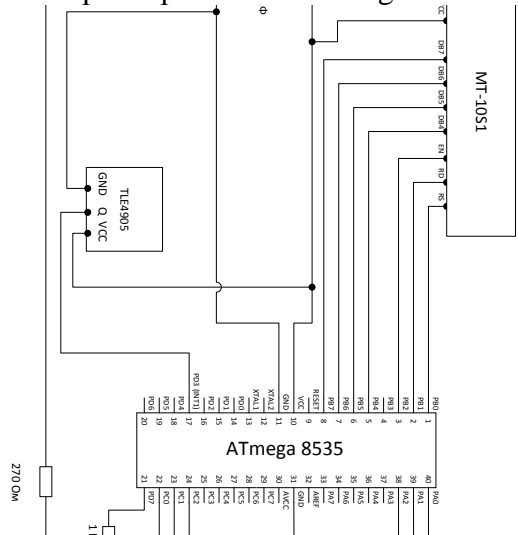 CC
DB7
DB6
DB5
DB4
EN
RD
RS
MT-10S1
GND
Q
VCC
TLE4905
PD6
PD5
PD4
PD3 (INT1)
PD2
PD1
PD0
XTAL1
XTAL2
GND
VCC
RESET
PB7
PB6
PB5
PB4
PB3
PB2
PB1
PB0
20 19 18 17 16 15 14 13 12 11 10 9 8 7 6 5 4 3 2 1
ATmega 8535
21 22 23 24 25 26 27 28 29 30 31 32 33 34 35 36 37 38 39 40
PD7
PC0
PC1
PC2
PC3
PC4
PC5
PC6
PC7
AVCC
GND
AREF
PA7
PA6
PA5
PA4
PA3
PA2
PA1
PA0
270 Ом